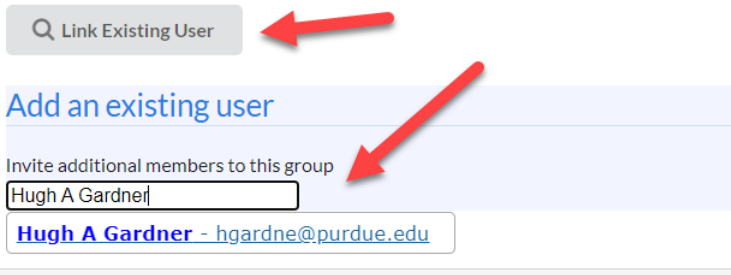 Link Existing User
Add an existing user
Invite additional members to this group
Hugh A Gardner
Hugh A Gardner - hgardne@purdue.edu